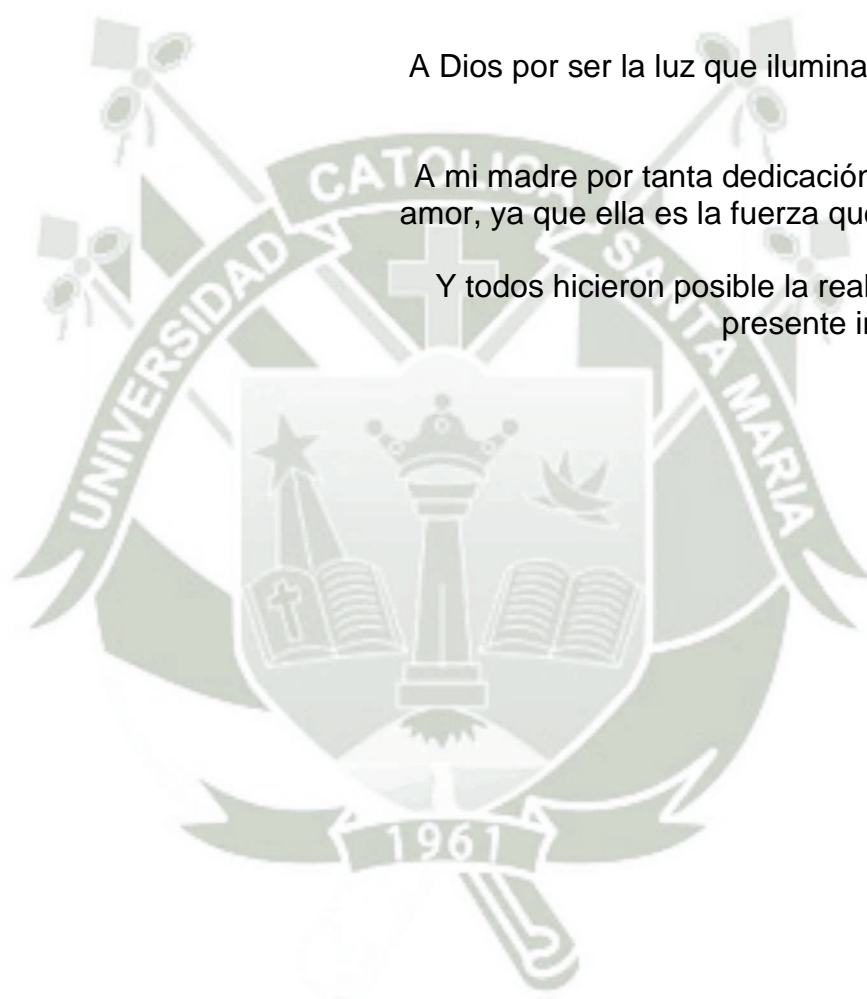 A Dios por ser la luz que ilumina
A mi madre por tanta dedicación
amor, ya que ella es la fuerza que
Y todos hicieron posible la real
presente in
UNIVERSIDAD CATOLICA SANTA MARIA
1961